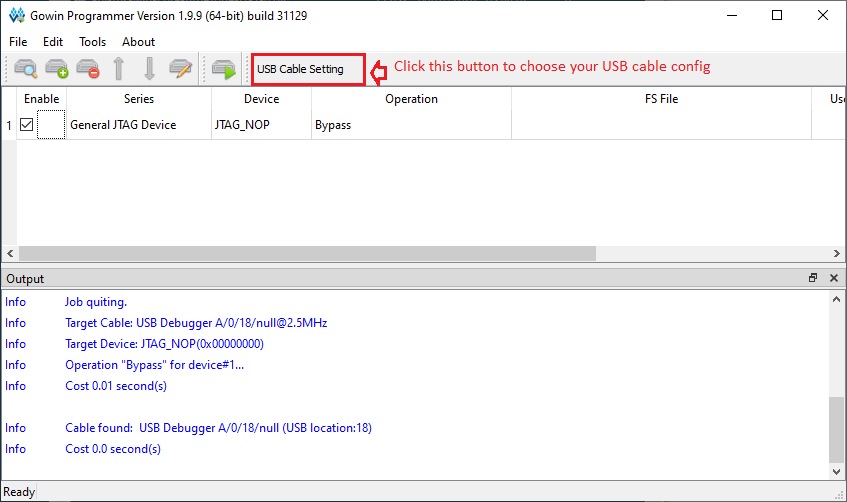 Gowin Programmer Version 1.9.9 (64-bit) build 31129
File Edit Tools About
USB Cable Setting
Click this button to choose your USB cable config
Enable Series Device Operation FS File Use
1 General JTAG Device JTAG_NOP Bypass
Output
Info Job quiting.
Info Target Cable: USB Debugger A/0/18/null@2.5MHz
Info Target Device: JTAG_NOP(0x00000000)
Info Operation "Bypass" for device#1...
Info Cost 0.01 second(s)
Info Cable found:  USB Debugger A/0/18/null (USB location:18)
Info Cost 0.0 second(s)
Ready